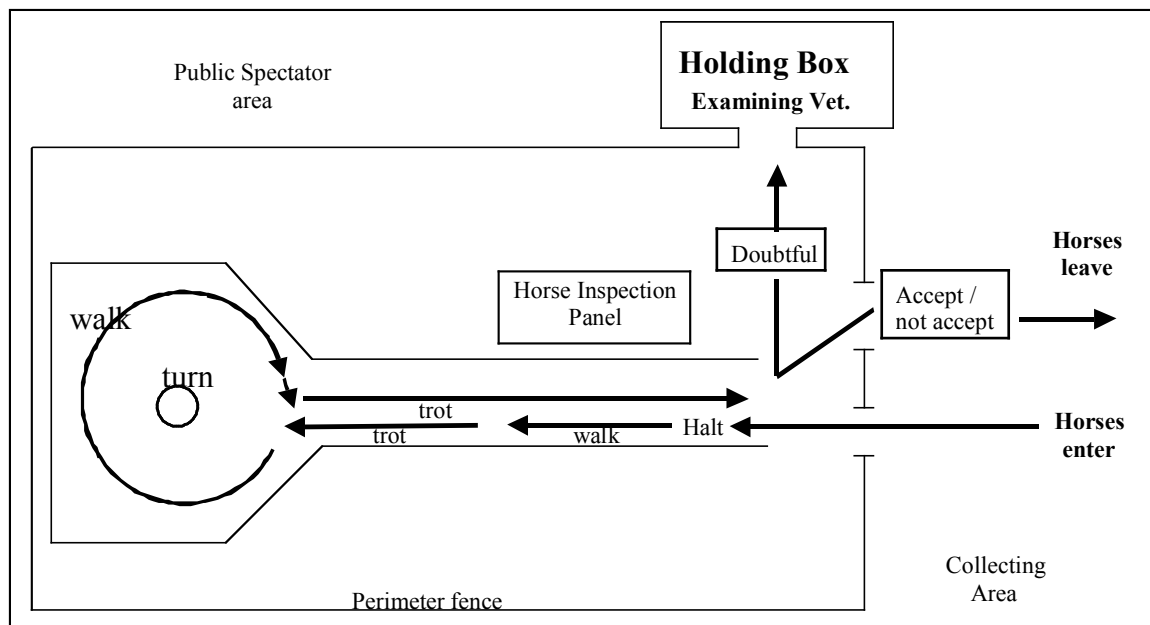 Public Spectator
area
Holding Box
Examining Vet.
Doubtful
Horses
leave
Horse Inspection
Panel
Accept /
not accept
walk
turn
trot
trot
walk
Halt
Horses
enter
Collecting
Area
Perimeter fence